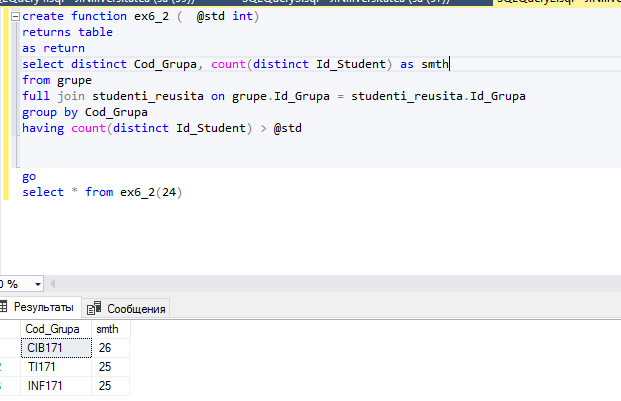 create function ex6_2 (  @std int)
returns table
as return
select distinct Cod_Grupa, count(distinct Id_Student) as smth
from grupe
full join studenti_reusita on grupe.Id_Grupa = studenti_reusita.Id_Grupa
group by Cod_Grupa
having count(distinct Id_Student) > @std
go
select * from ex6_2(24)
0 %
Результаты Сообщения
Cod_Grupa smth
CIB171 26
TI171 25
INF171 25